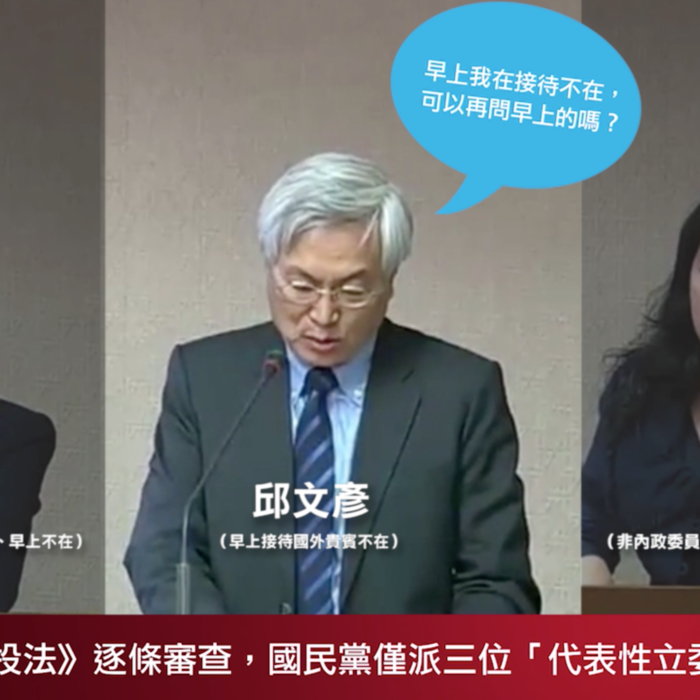 早上我在接待不在，
可以再問早上的嗎？
邱文彥
、早上不在）
（早上接待國外貴賓不在）
（非內政委員
投法》逐條審查，國民黨僅派三位「代表性立委